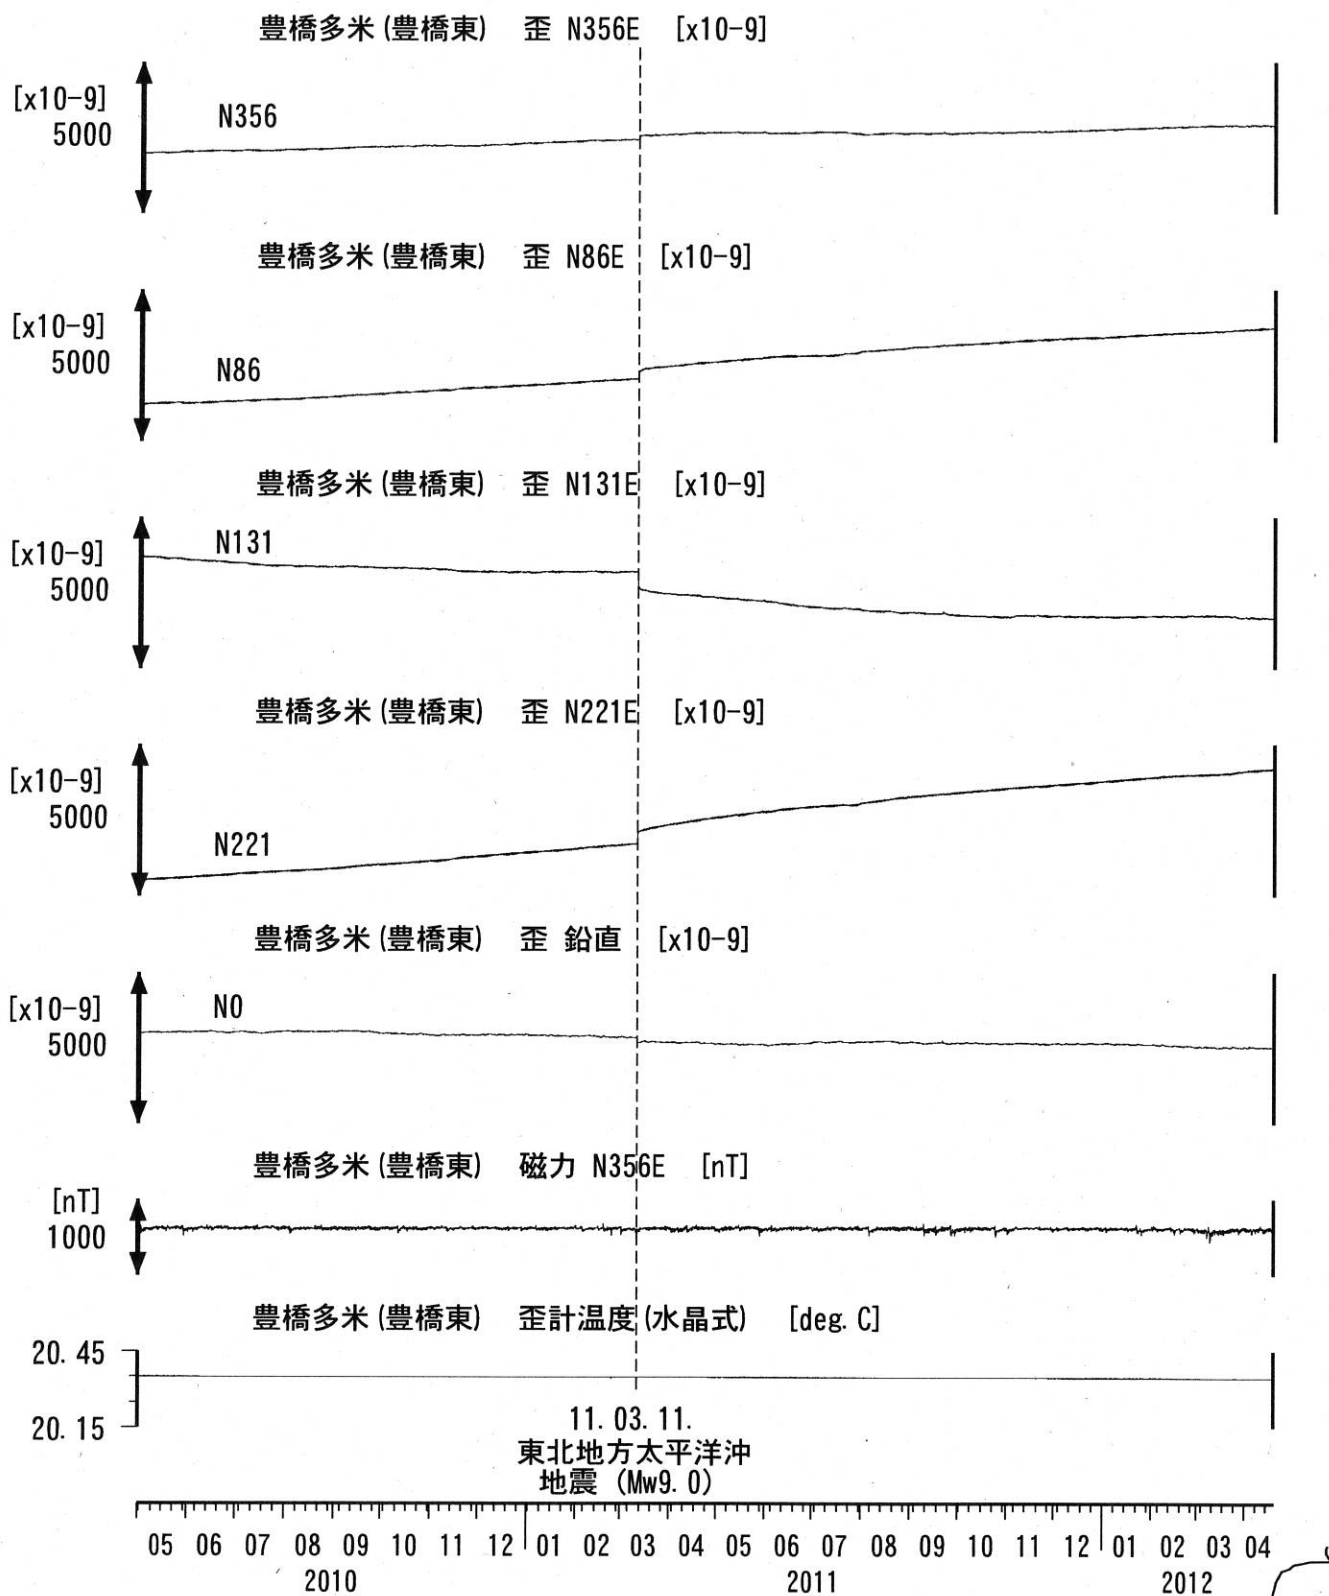 豊橋多米(豊橋東) 歪 N356E [x10-9]
[x10-9]
5000
N356
豊橋多米(豊橋東) 歪 N86E [x10-9]
[x10-9]
5000
N86
豊橋多米(豊橋東) 歪 N131E [x10-9]
[x10-9]
5000
N131
豊橋多米(豊橋東) 歪 N221E [x10-9]
[x10-9]
5000
N221
豊橋多米(豊橋東) 歪 鉛直 [x10-9]
[x10-9]
5000
N0
豊橋多米(豊橋東) 磁力 N356E [nT]
[nT]
1000
豊橋多米(豊橋東) 歪計温度(水晶式) [deg.C]
20.45
20.15
11.03.11.
東北地方太平洋沖
地震 (Mw9.0)
05 06 07 08 09 10 11 12 01 02 03 04 05 06 07 08 09 10 11 12 01 02 03 04
2010 2011 2012